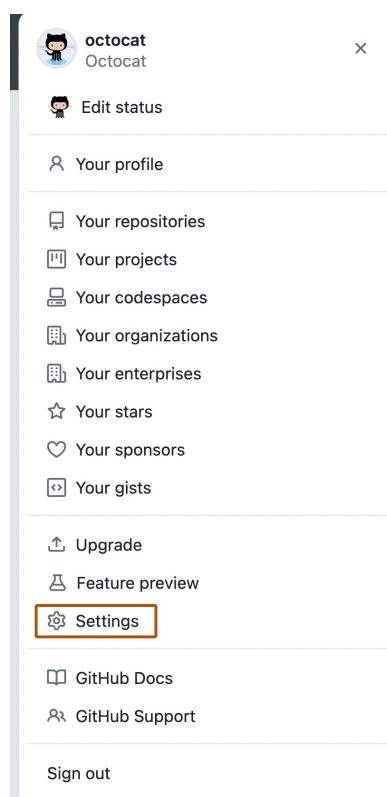 octocat
Octocat
Edit status
Your profile
Your repositories
Your projects
Your codespaces
Your organizations
Your enterprises
Your stars
Your sponsors
Your gists
Upgrade
Feature preview
Settings
GitHub Docs
GitHub Support
Sign out